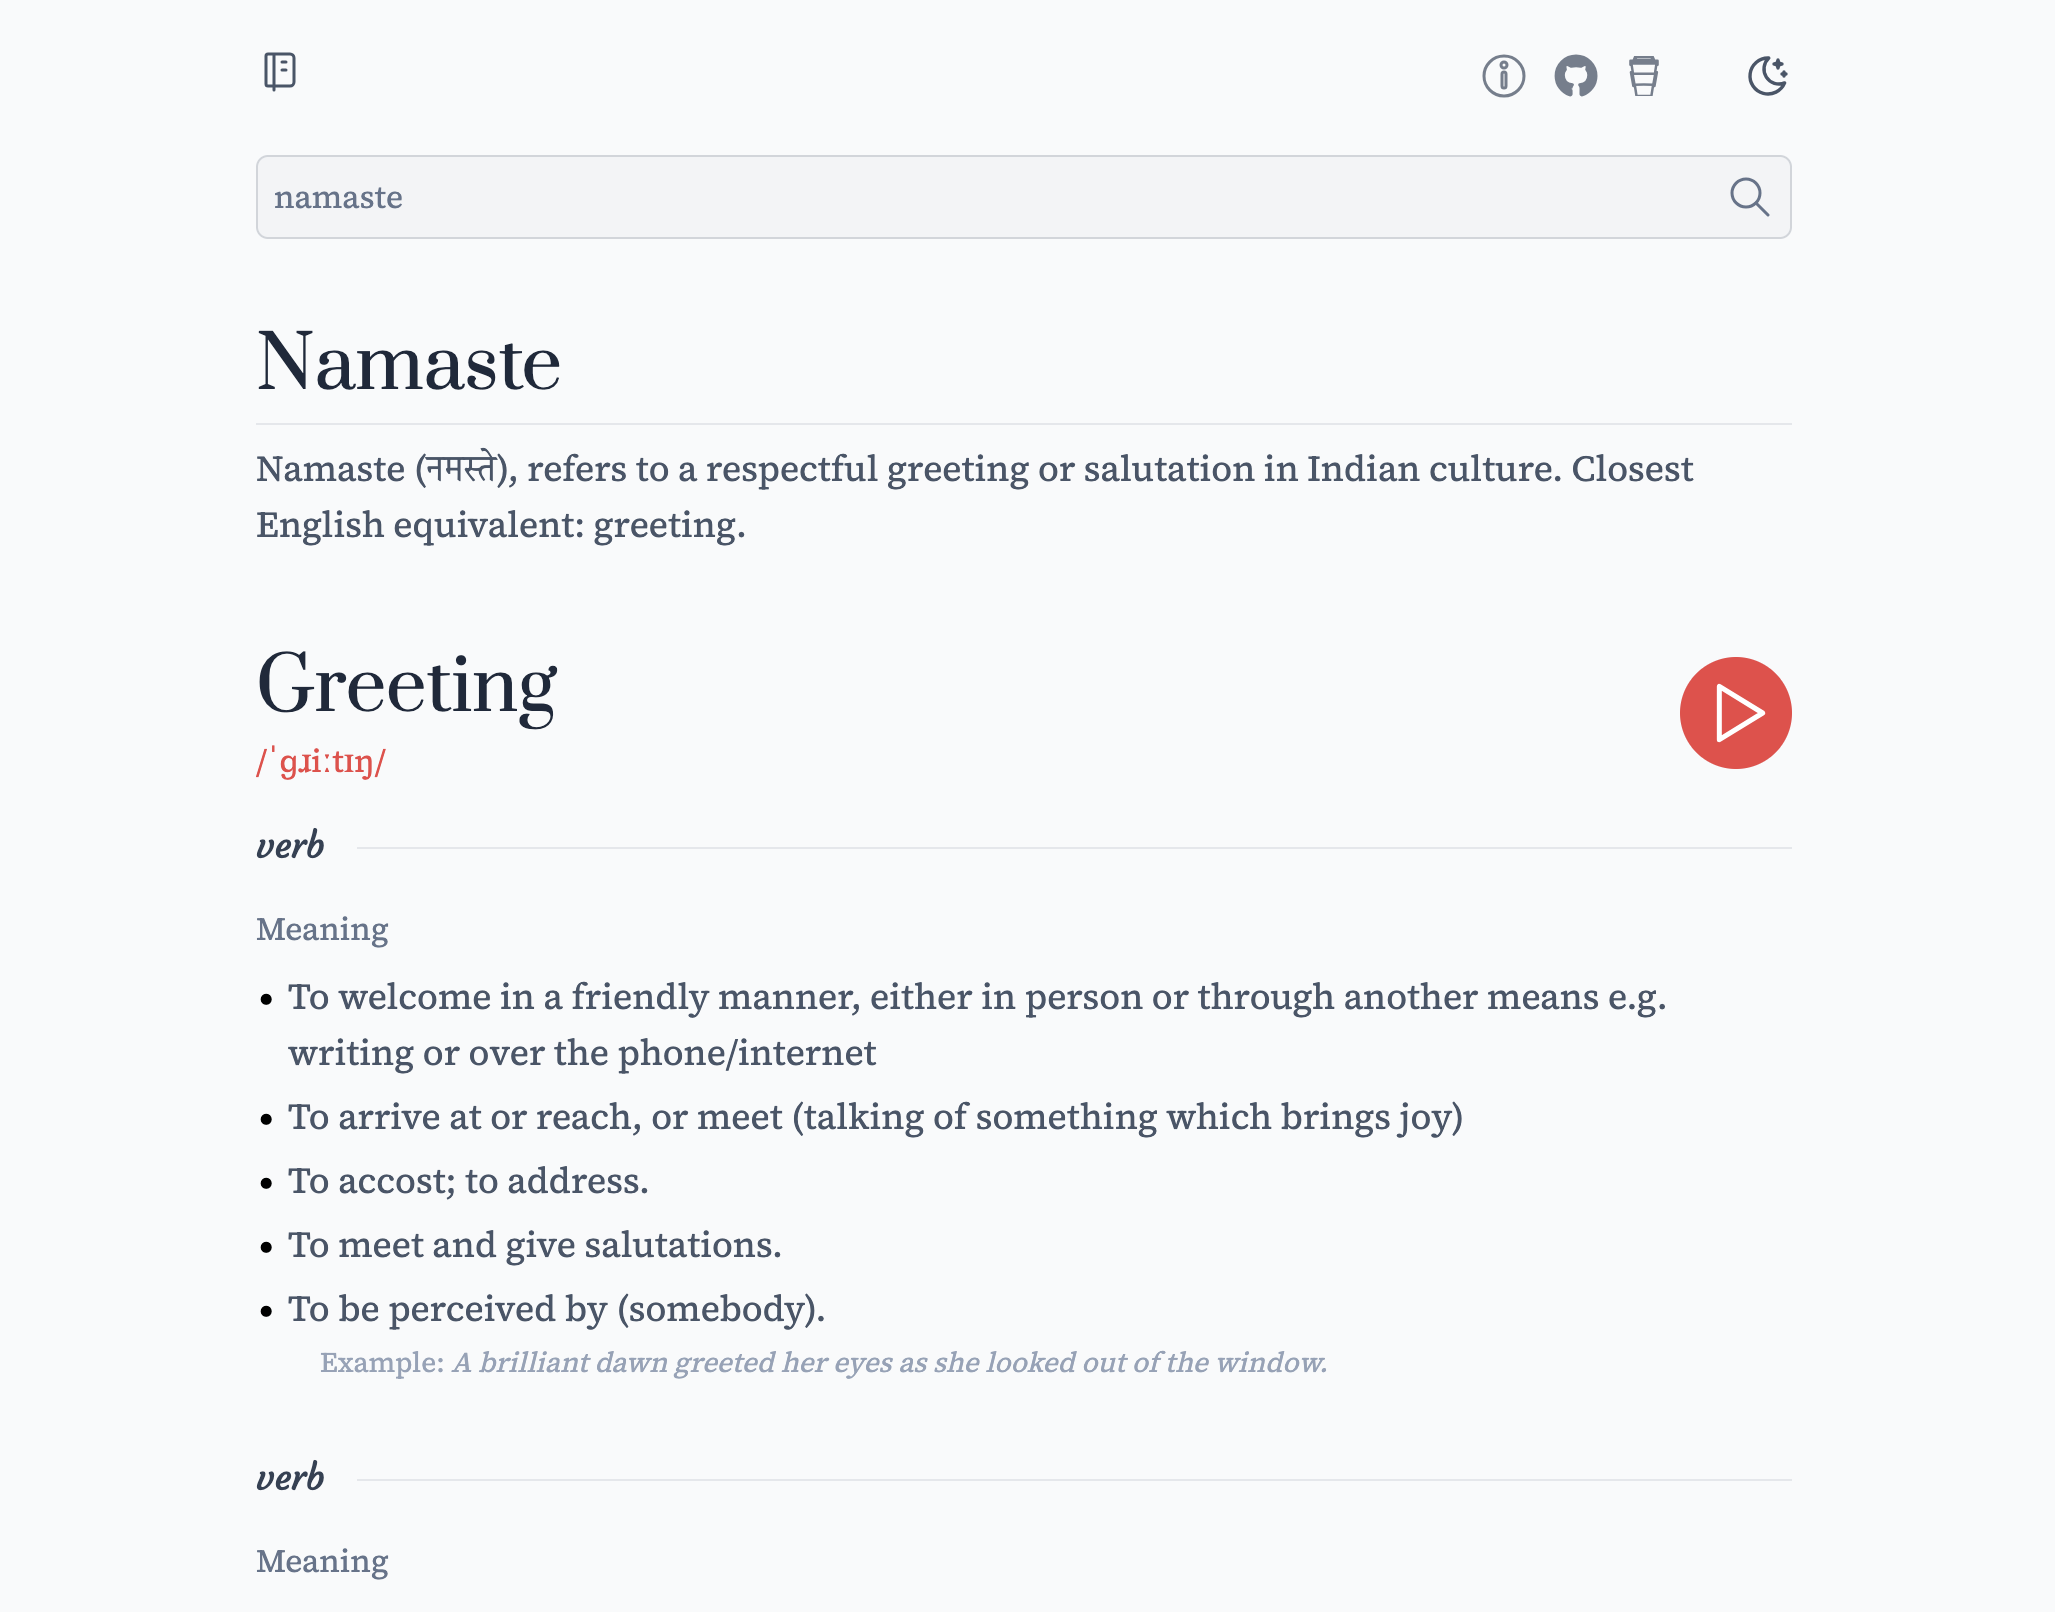 namaste
Namaste
Namaste (नमस्ते), refers to a respectful greeting or salutation in Indian culture. Closest
English equivalent: greeting.
Greeting
/ˈɡɹiːtɪŋ/
verb
Meaning
• To welcome in a friendly manner, either in person or through another means e.g.
writing or over the phone/internet
• To arrive at or reach, or meet (talking of something which brings joy)
• To accost; to address.
• To meet and give salutations.
• To be perceived by (somebody).
Example: A brilliant dawn greeted her eyes as she looked out of the window.
verb
Meaning